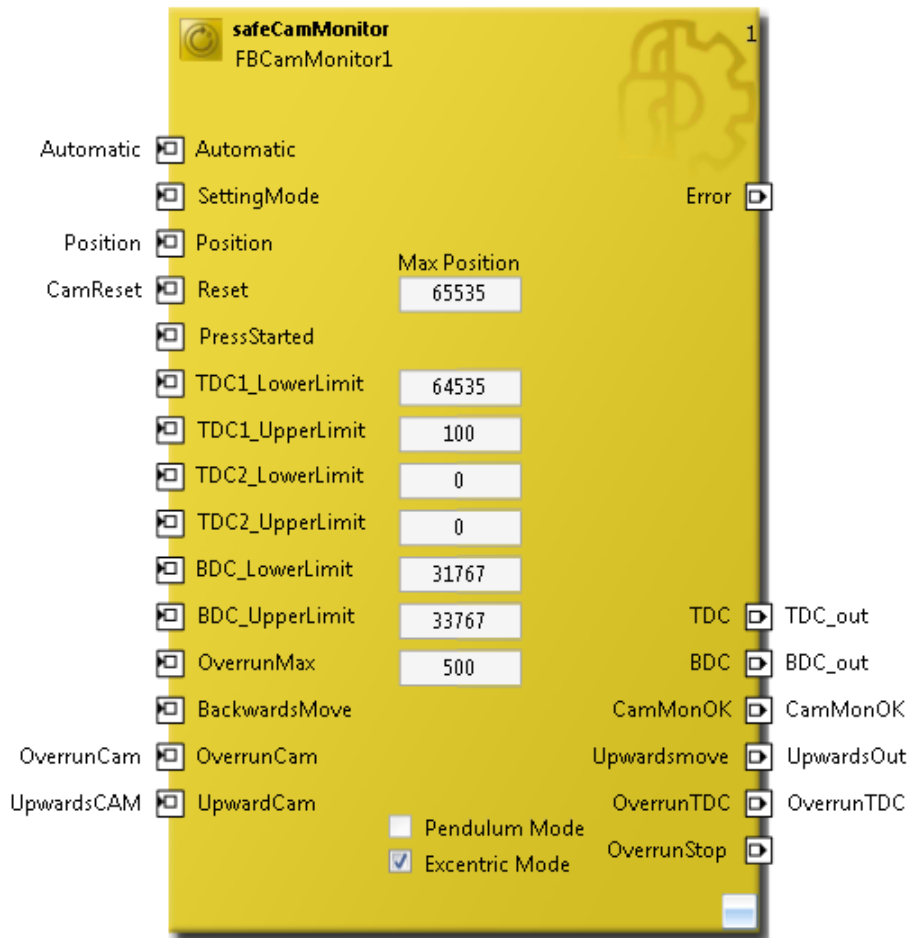 safeCamMonitor 1
FBCamMonitor1
Automatic Automatic
SettingMode Error
Position Position
Max Position
CamReset Reset 65535
PressStarted
TDC1_LowerLimit 64535
TDC1_UpperLimit 100
TDC2_LowerLimit 0
TDC2_UpperLimit 0
BDC_LowerLimit 31767
BDC_UpperLimit 33767 TDC TDC_out
OverrunMax 500 BDC BDC_out
BackwardsMove CamMonOK CamMonOK
OverrunCam OverrunCam Upwardsmove UpwardsOut
UpwardsCAM UpwardCam OverrunTDC OverrunTDC
Pendulum Mode
Excentric Mode OverrunStop